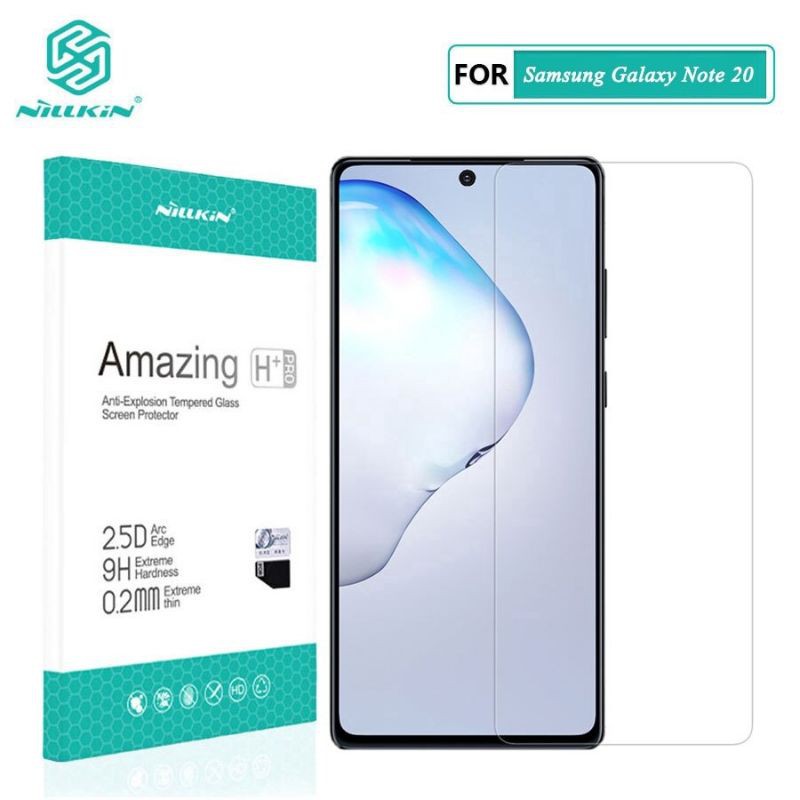 NiLLKiN®
FOR Samsung Galaxy Note 20
NiLLKiN®
Amazing H+ PRO
Anti-Explosion Tempered Glass
Screen Protector
2.5D Arc Edge
9H Extreme Hardness
0.2mm Extreme thin
HD